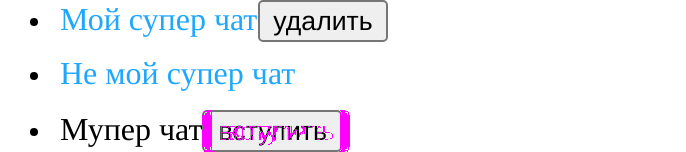 Мой супер чат удалить
Не мой супер чат
Мупер чат вступить